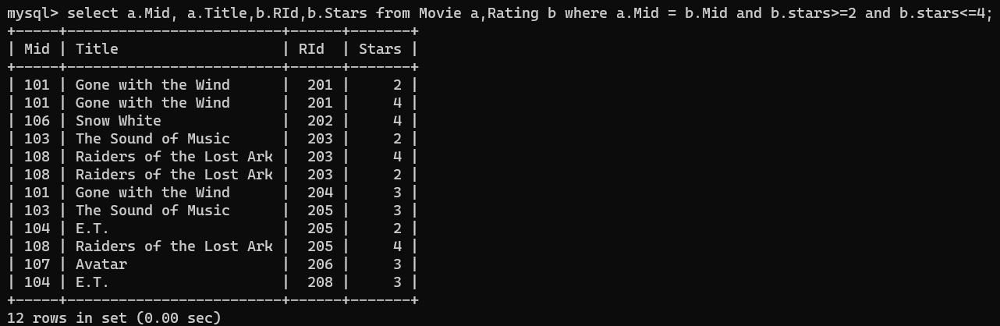 mysql> select a.Mid, a.Title,b.RId,b.Stars from Movie a,Rating b where a.Mid = b.Mid and b.stars>=2 and b.stars<=4;
+-----+-------------------------+------+-------+
| Mid | Title                   | RId  | Stars |
+-----+-------------------------+------+-------+
| 101 | Gone with the Wind      |  201 |     2 |
| 101 | Gone with the Wind      |  201 |     4 |
| 106 | Snow White              |  202 |     4 |
| 103 | The Sound of Music      |  203 |     2 |
| 108 | Raiders of the Lost Ark |  203 |     4 |
| 108 | Raiders of the Lost Ark |  203 |     2 |
| 101 | Gone with the Wind      |  204 |     3 |
| 103 | The Sound of Music      |  205 |     3 |
| 104 | E.T.                    |  205 |     2 |
| 108 | Raiders of the Lost Ark |  205 |     4 |
| 107 | Avatar                  |  206 |     3 |
| 104 | E.T.                    |  208 |     3 |
+-----+-------------------------+------+-------+
12 rows in set (0.00 sec)